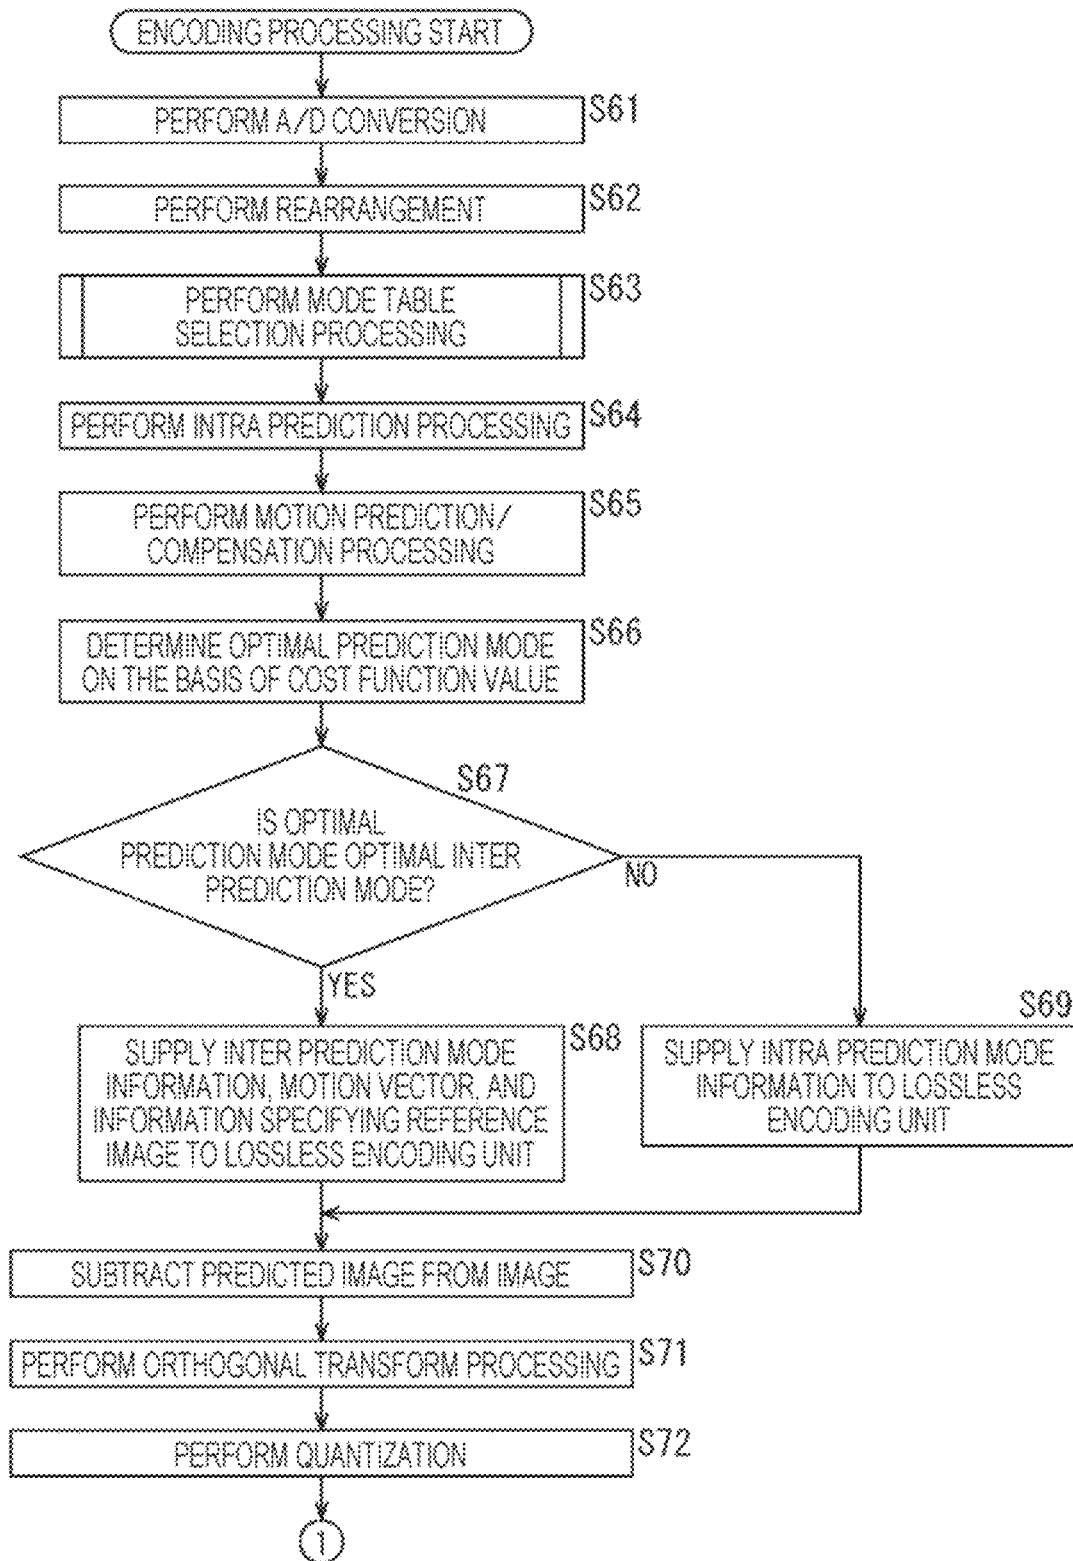 ENCODING PROCESSING START
PERFORM A/D CONVERSION
S61
PERFORM REARRANGEMENT
S62
PERFORM MODE TABLE
SELECTION PROCESSING
S63
PERFORM INTRA PREDICTION PROCESSING
S64
PERFORM MOTION PREDICTION/
COMPENSATION PROCESSING
S65
DETERMINE OPTIMAL PREDICTION MODE
ON THE BASIS OF COST FUNCTION VALUE
S66
S67
IS OPTIMAL
PREDICTION MODE OPTIMAL INTER
PREDICTION MODE?
NO
YES
S68
SUPPLY INTER PREDICTION MODE
INFORMATION, MOTION VECTOR, AND
INFORMATION SPECIFYING REFERENCE
IMAGE TO LOSSLESS ENCODING UNIT
S69
SUPPLY INTRA PREDICTION MODE
INFORMATION TO LOSSLESS
ENCODING UNIT
SUBTRACT PREDICTED IMAGE FROM IMAGE
S70
PERFORM ORTHOGONAL TRANSFORM PROCESSING
S71
PERFORM QUANTIZATION
S72
1